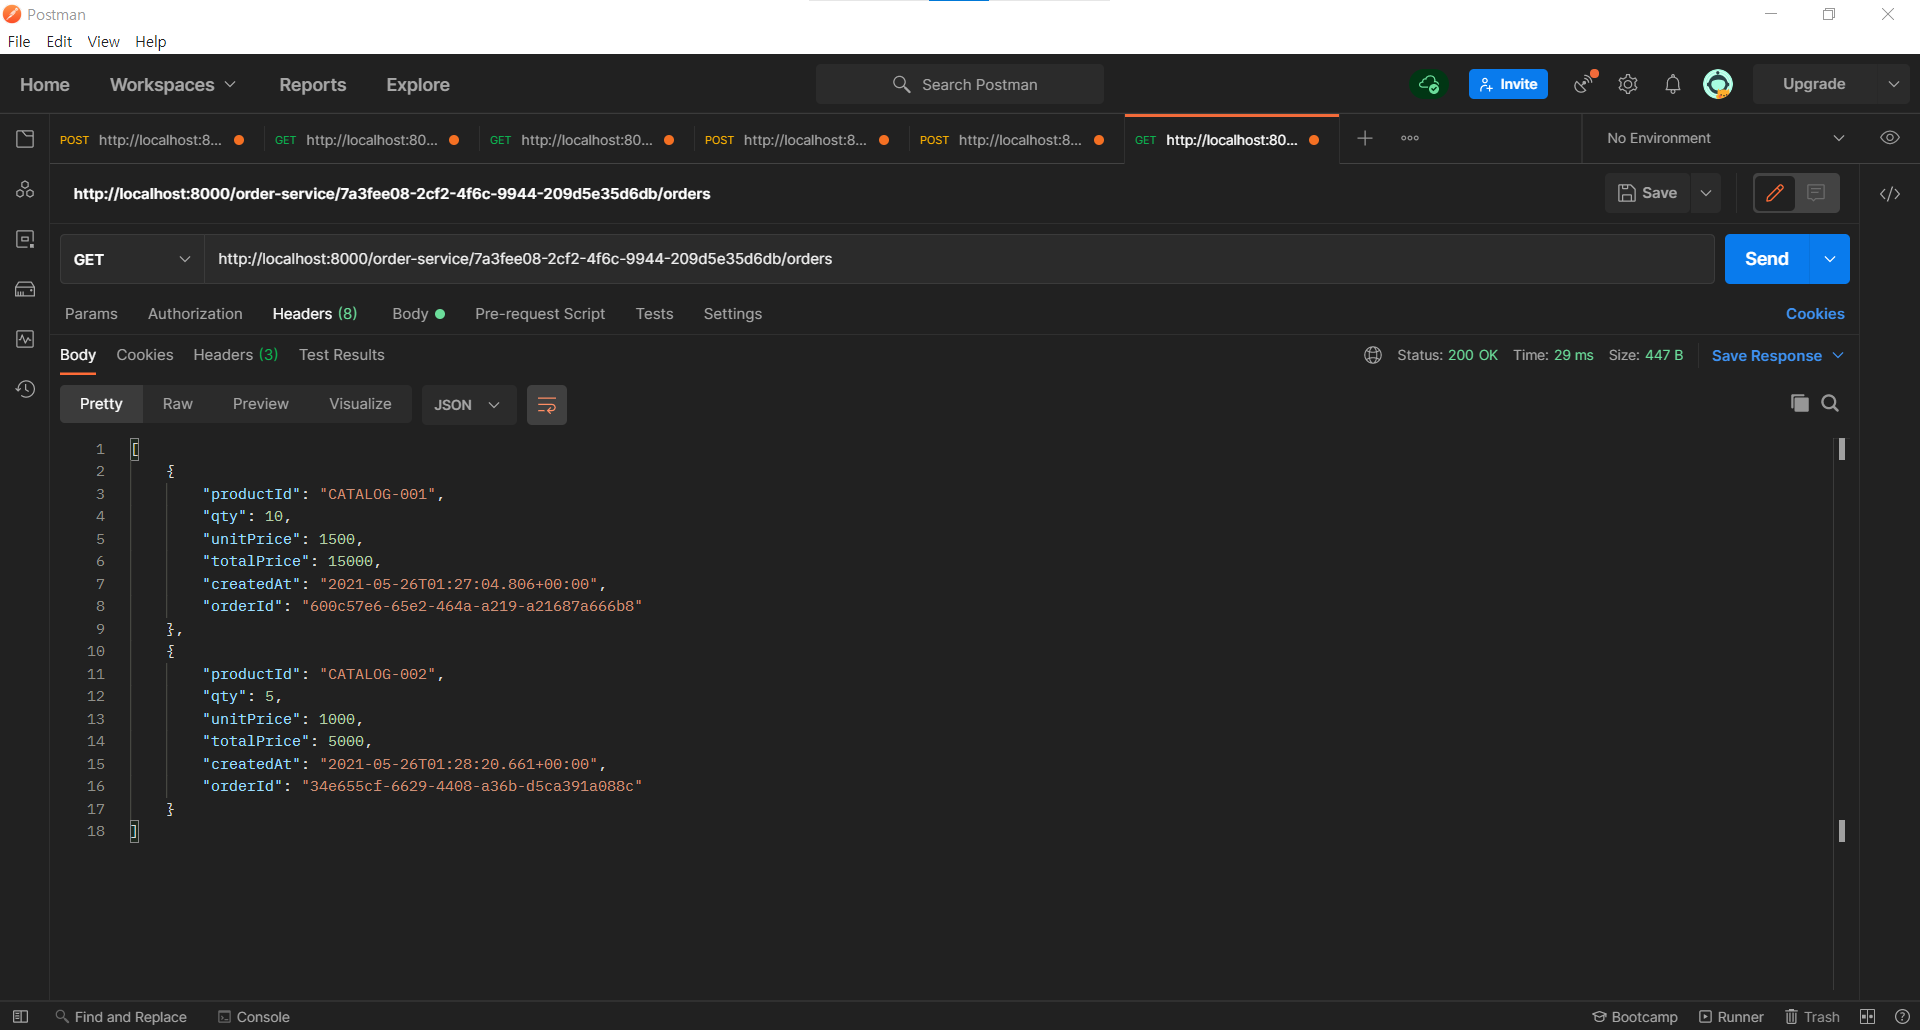 Postman
File Edit View Help
Home Workspaces Reports Explore Search Postman Invite Upgrade
POST http://localhost:8... GET http://localhost:80... GET http://localhost:80... POST http://localhost:8... POST http://localhost:8... GET http://localhost:80... No Environment
http://localhost:8000/order-service/7a3fee08-2cf2-4f6c-9944-209d5e35d6db/orders Save
GET http://localhost:8000/order-service/7a3fee08-2cf2-4f6c-9944-209d5e35d6db/orders Send
Params Authorization Headers (8) Body Pre-request Script Tests Settings Cookies
Body Cookies Headers (3) Test Results Status: 200 OK Time: 29 ms Size: 447 B Save Response
Pretty Raw Preview Visualize JSON
1 [
2 {
3 "productId": "CATALOG-001",
4 "qty": 10,
5 "unitPrice": 1500,
6 "totalPrice": 15000,
7 "createdAt": "2021-05-26T01:27:04.806+00:00",
8 "orderId": "600c57e6-65e2-464a-a219-a21687a666b8"
9 },
10 {
11 "productId": "CATALOG-002",
12 "qty": 5,
13 "unitPrice": 1000,
14 "totalPrice": 5000,
15 "createdAt": "2021-05-26T01:28:20.661+00:00",
16 "orderId": "34e655cf-6629-4408-a36b-d5ca391a088c"
17 }
18 ]
Find and Replace Console Bootcamp Runner Trash